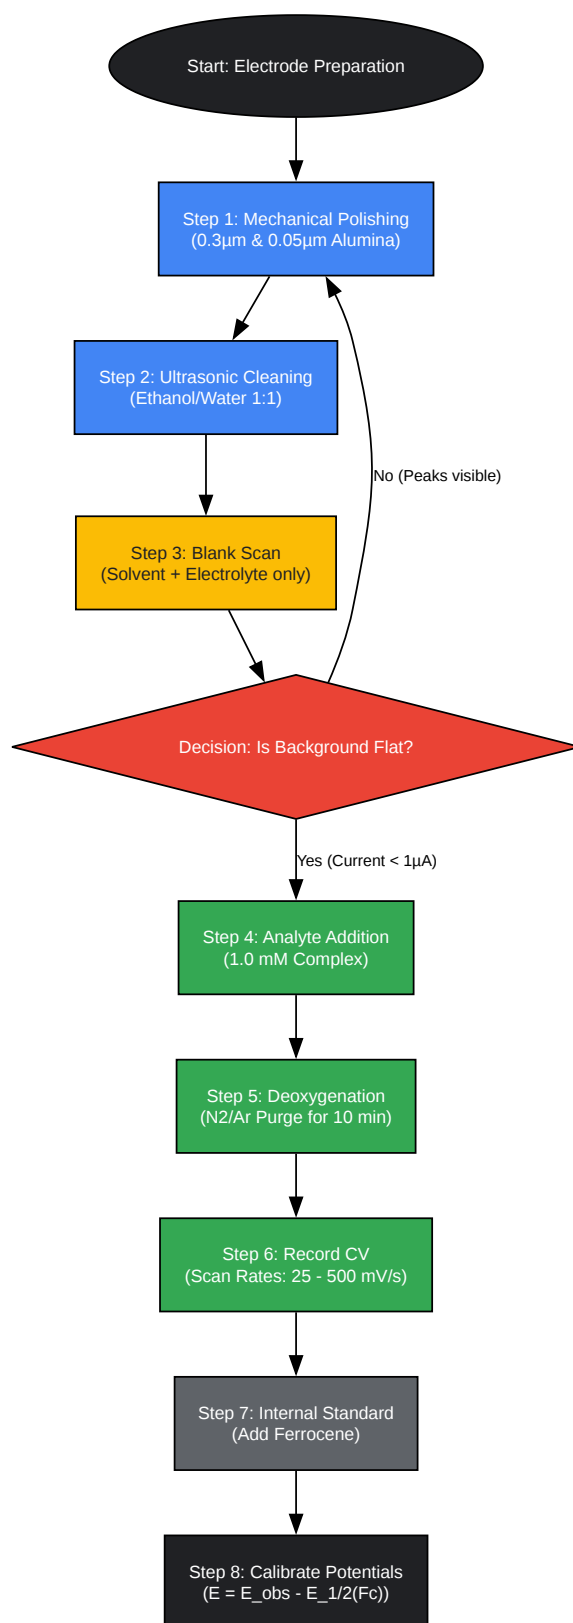 Start: Electrode Preparation
Step 1: Mechanical Polishing
(0.3µm & 0.05µm Alumina)
Step 2: Ultrasonic Cleaning
(Ethanol/Water 1:1)
No (Peaks visible)
Step 3: Blank Scan
(Solvent + Electrolyte only)
Decision: Is Background Flat?
Yes (Current < 1µA)
Step 4: Analyte Addition
(1.0 mM Complex)
Step 5: Deoxygenation
(N2/Ar Purge for 10 min)
Step 6: Record CV
(Scan Rates: 25 - 500 mV/s)
Step 7: Internal Standard
(Add Ferrocene)
Step 8: Calibrate Potentials
(E = E_obs - E_1/2(Fc))